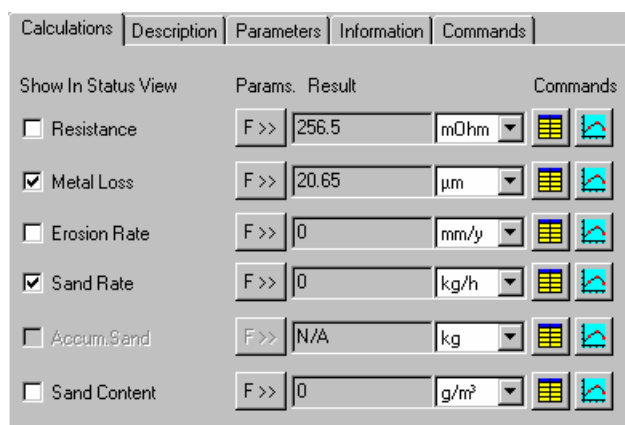 Calculations Description Parameters Information Commands
Show In Status View Params. Result Commands
Resistance F >> 256.5 mOhm
Metal Loss F >> 20.65 µm
Erosion Rate F >> 0 mm/y
Sand Rate F >> 0 kg/h
Accum.Sand F >> N/A kg
Sand Content F >> 0 g/m³